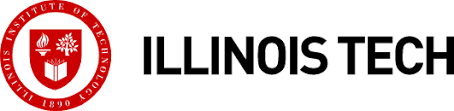 ILLINOIS INSTITUTE OF TECHNOLOGY
1890
ILLINOIS TECH